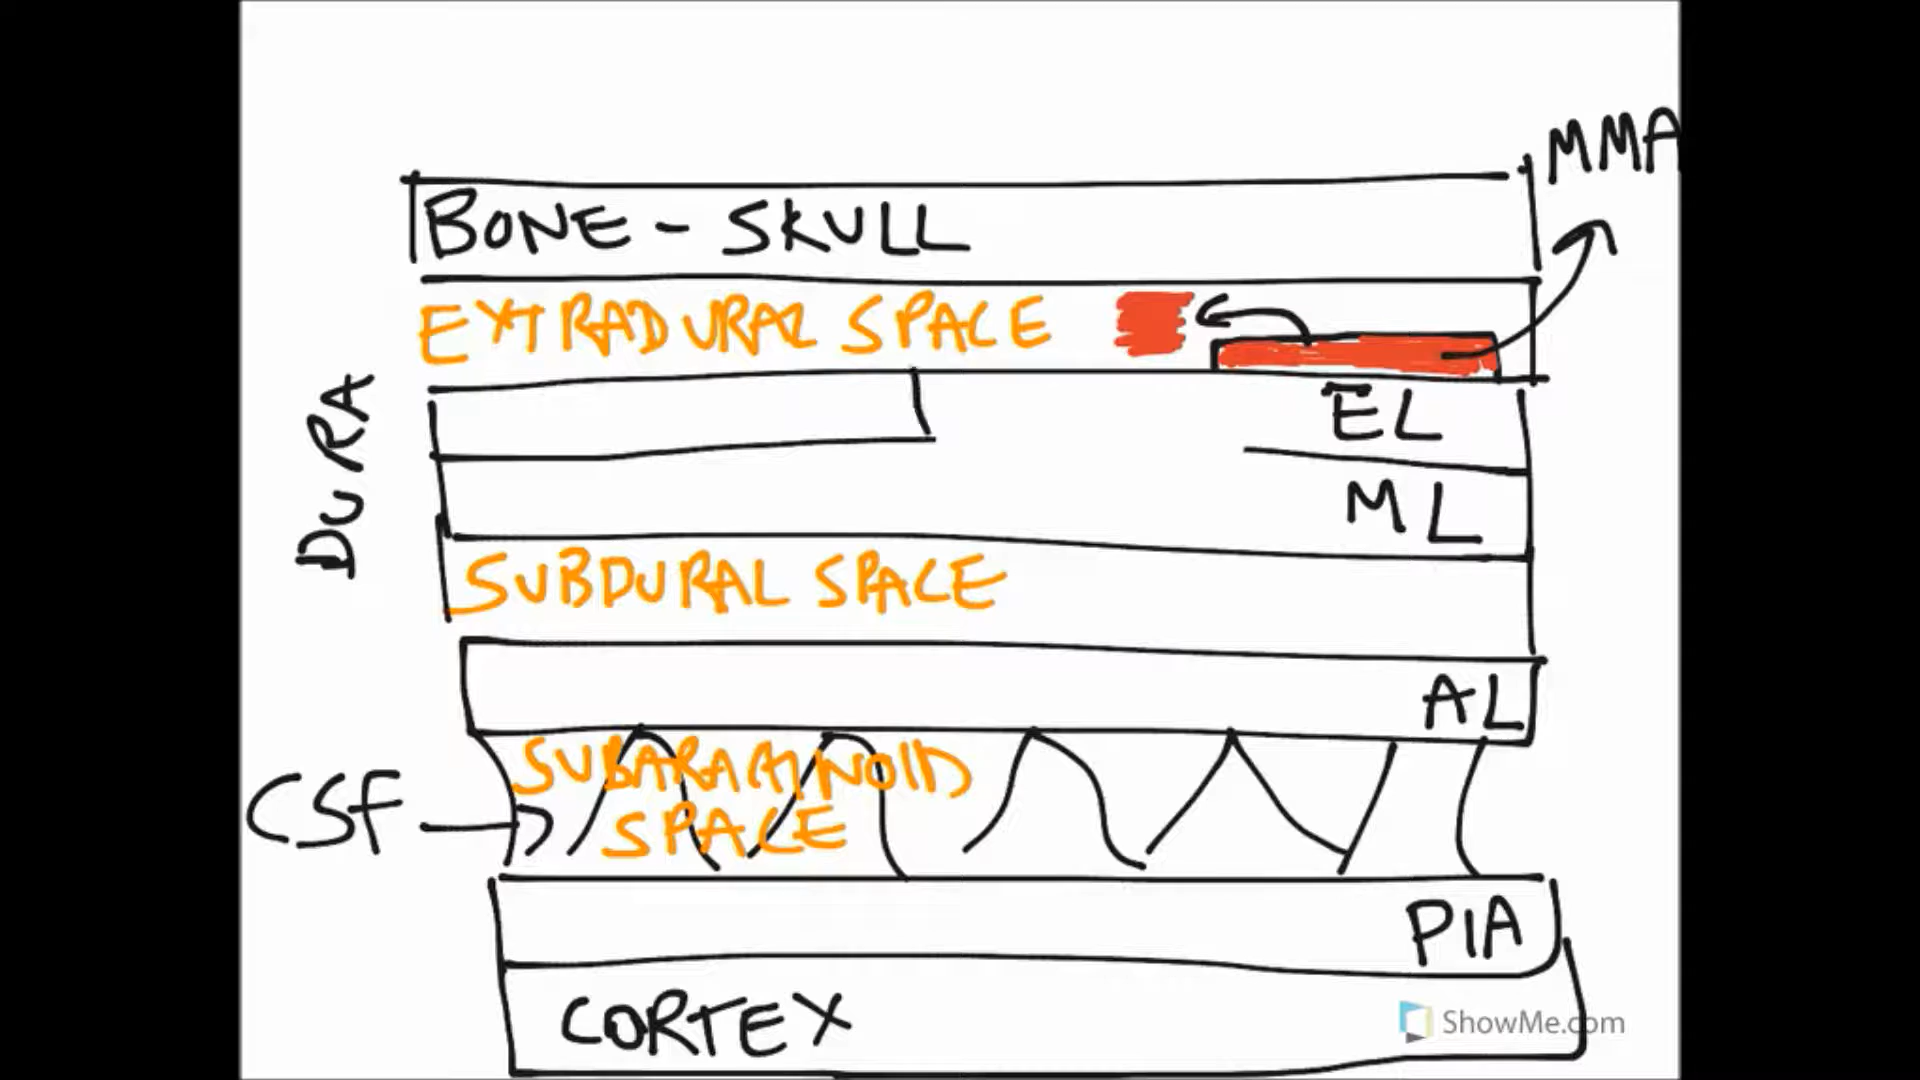 MMA
BONE - SKULL
EXTRADURAL SPACE
DURA
EL
ML
SUBDURAL SPACE
AL
SUBARACHNOID
SPACE
CSF
PIA
CORTEX
ShowMe.com